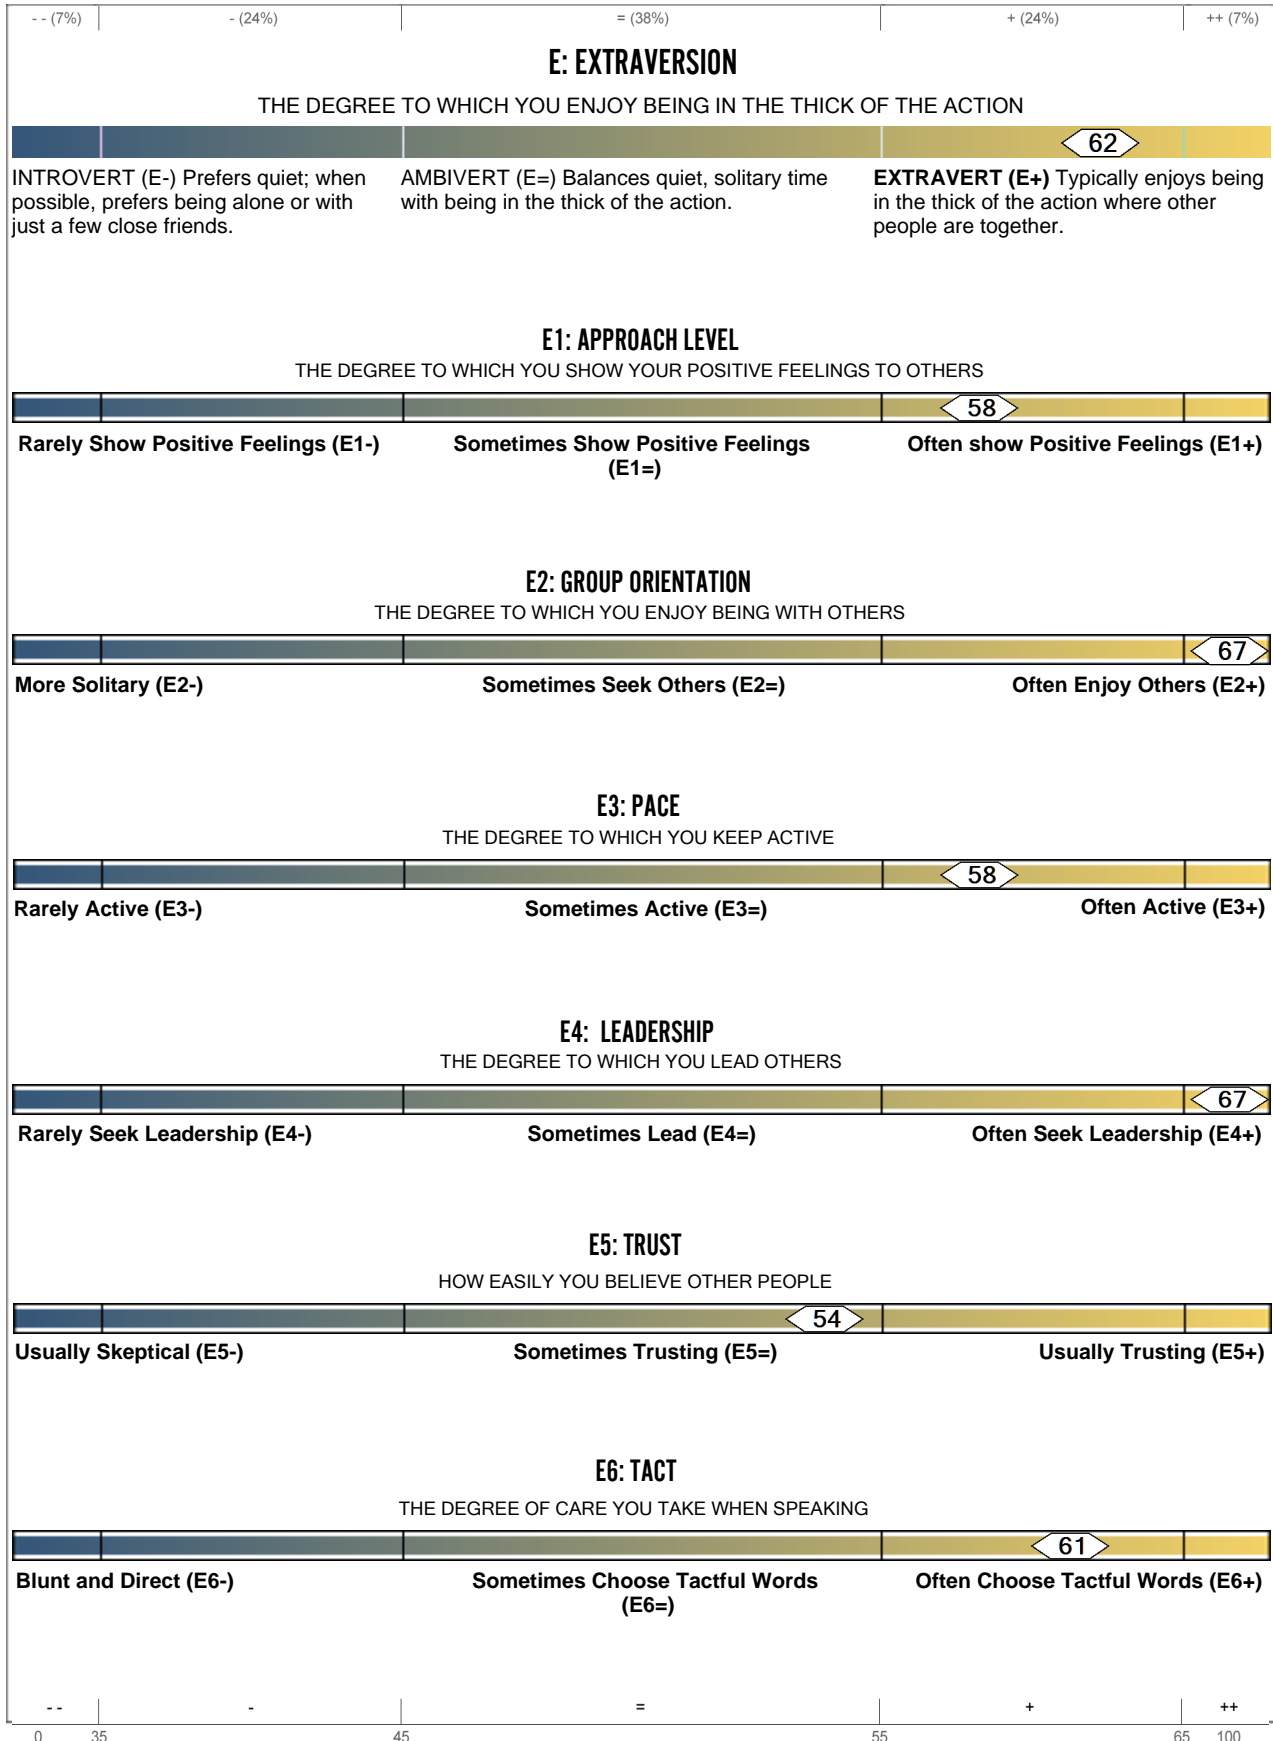 - - (7%) - (24%) = (38%) + (24%) ++ (7%)
E: EXTRAVERSION
THE DEGREE TO WHICH YOU ENJOY BEING IN THE THICK OF THE ACTION
62
INTROVERT (E-) Prefers quiet; when
possible, prefers being alone or with
just a few close friends.
AMBIVERT (E=) Balances quiet, solitary time
with being in the thick of the action.
EXTRAVERT (E+) Typically enjoys being
in the thick of the action where other
people are together.
E1: APPROACH LEVEL
THE DEGREE TO WHICH YOU SHOW YOUR POSITIVE FEELINGS TO OTHERS
58
Rarely Show Positive Feelings (E1-)
Sometimes Show Positive Feelings
(E1=)
Often show Positive Feelings (E1+)
E2: GROUP ORIENTATION
THE DEGREE TO WHICH YOU ENJOY BEING WITH OTHERS
67
More Solitary (E2-) Sometimes Seek Others (E2=) Often Enjoy Others (E2+)
E3: PACE
THE DEGREE TO WHICH YOU KEEP ACTIVE
58
Rarely Active (E3-) Sometimes Active (E3=) Often Active (E3+)
E4: LEADERSHIP
THE DEGREE TO WHICH YOU LEAD OTHERS
67
Rarely Seek Leadership (E4-) Sometimes Lead (E4=) Often Seek Leadership (E4+)
E5: TRUST
HOW EASILY YOU BELIEVE OTHER PEOPLE
54
Usually Skeptical (E5-) Sometimes Trusting (E5=) Usually Trusting (E5+)
E6: TACT
THE DEGREE OF CARE YOU TAKE WHEN SPEAKING
61
Blunt and Direct (E6-)
Sometimes Choose Tactful Words
(E6=)
Often Choose Tactful Words (E6+)
- - - = + ++
0 35 45 55 65 100